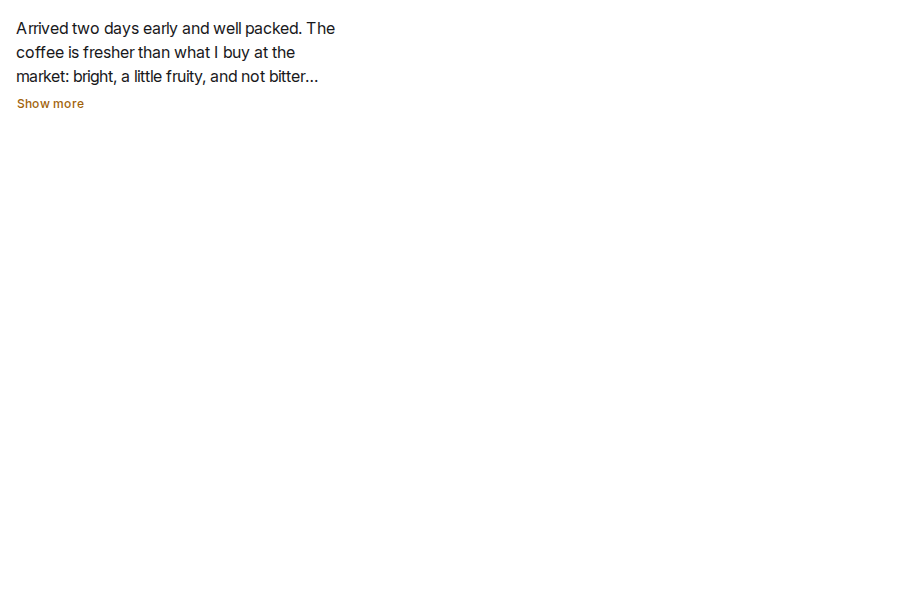 Arrived two days early and well packed. The
coffee is fresher than what I buy at the
market: bright, a little fruity, and not bitter...
Show more